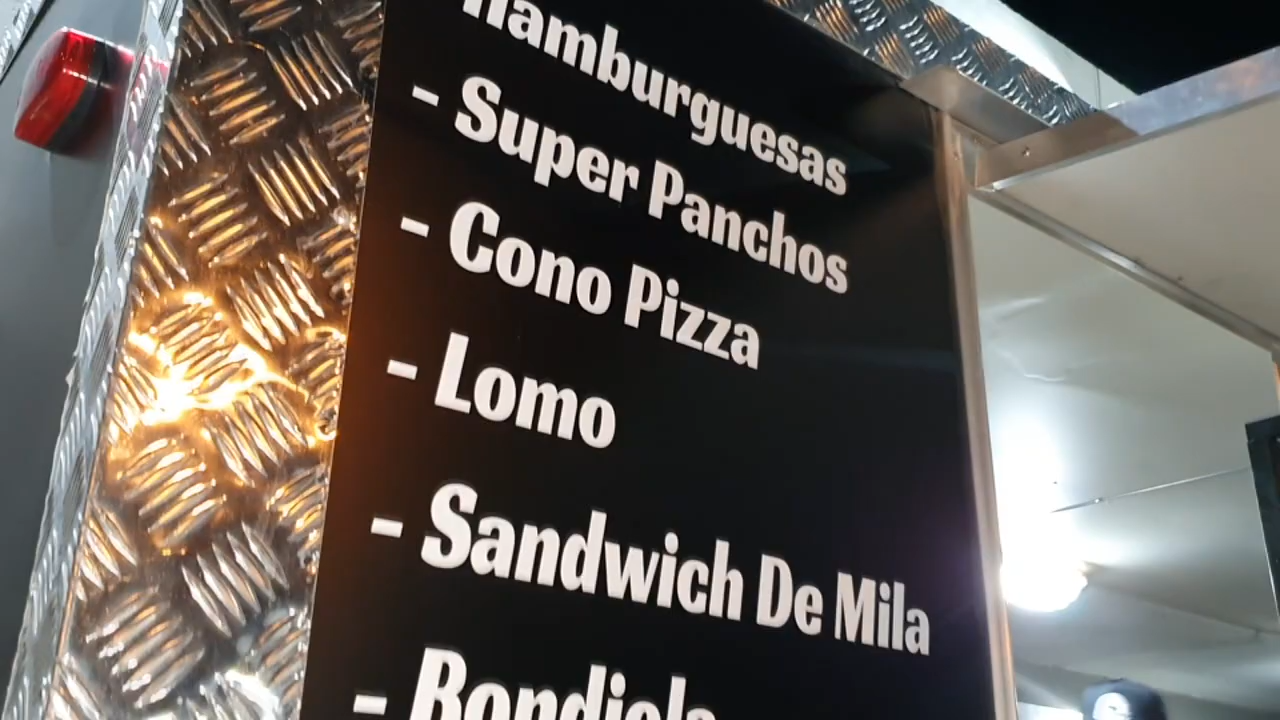 Hamburguesas
- Super Panchos
- Cono Pizza
- Lomo
- Sandwich De Mila
- Bondiola